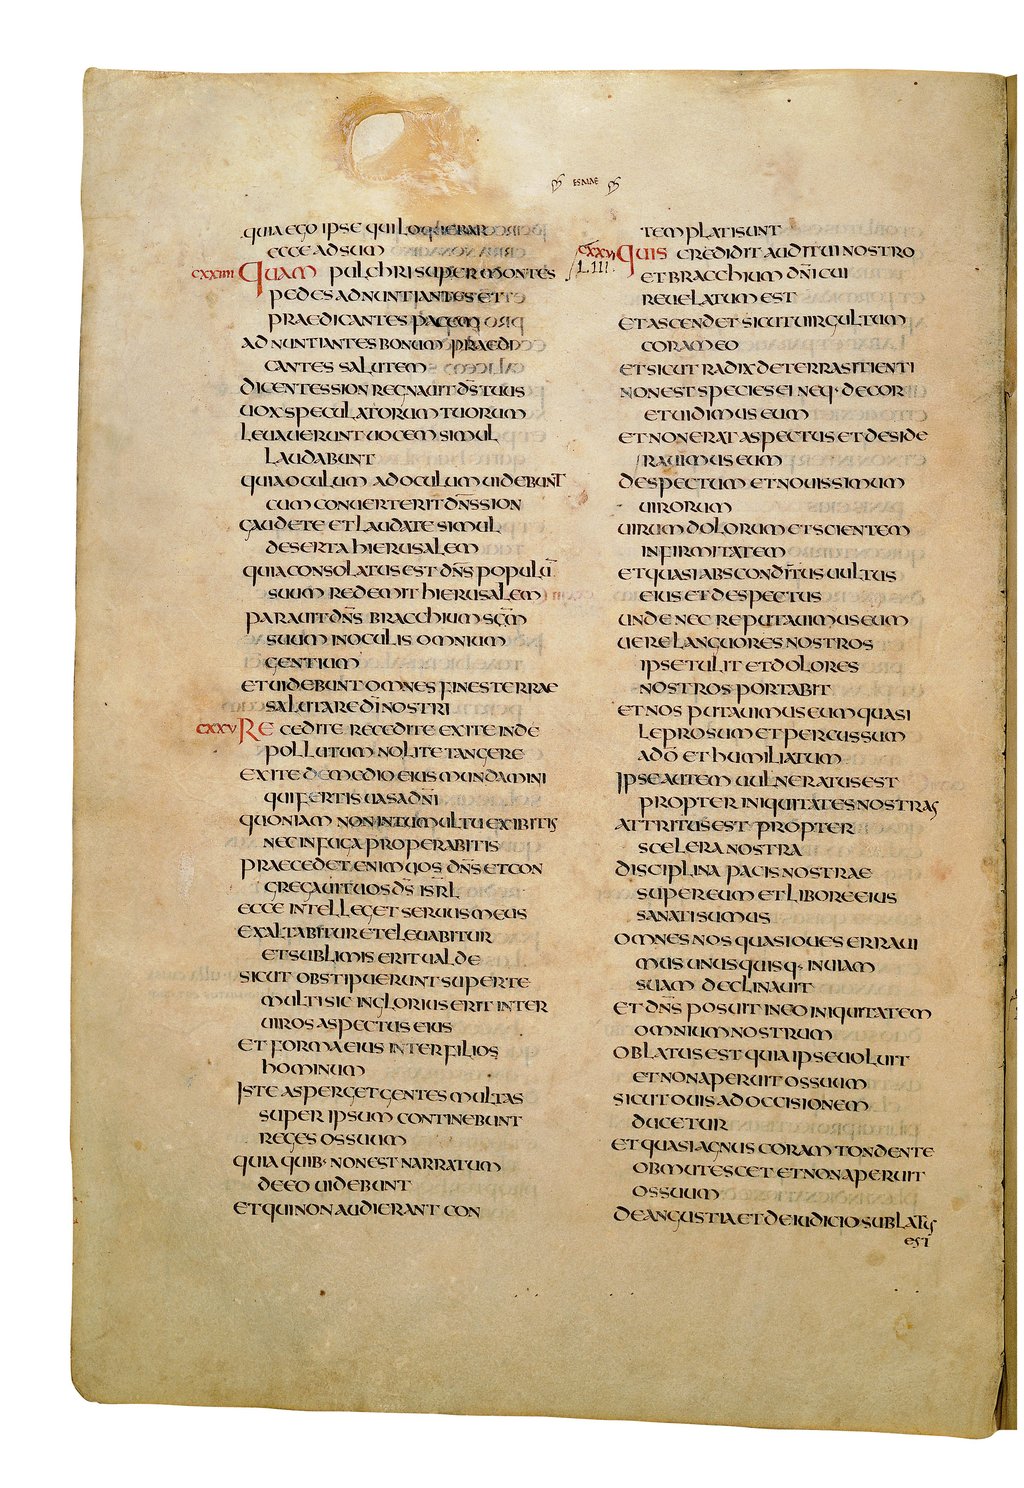 ESAIAE
QUIA EGO IPSE QUI LOQUEBAR
ECCE ADSUM
CXXIIII QUAM PULCHRI SUPER MONTES
PEDES ADNUNTIANTES ET
PRAEDICANTES PACEM
ADNUNTIANTES BONUM PRAEDI
CANTES SALUTEM
DICENTES SION REGNAUIT DS TUUS
UOX SPECULATORUM TUORUM
LEUAUERUNT UOCEM SIMUL
LAUDABUNT
QUIA OCULUM AD OCULUM UIDEBUNT
CUM CONUERTERIT DNS SION
GAUDETE ET LAUDATE SIMUL
DESERTA HIERUSALEM
QUIA CONSOLATUS EST DNS POPULŪ
SUUM REDEMIT HIERUSALEM
PARAUIT DNS BRACCHIUM SCM
SUUM IN OCULIS OMNIUM
GENTIUM
ET UIDEBUNT OMNES FINES TERRAE
SALUTARE DI NOSTRI
CXXV RECEDITE RECEDITE EXITE INDE
POLLUTUM NOLITE TANGERE
EXITE DE MEDIO EIUS MUNDAMINI
QUI FERTIS UASA DNI
QUONIAM NON IN TUMULTU EXIBITIS
NEC IN FUGA PROPERABITIS
PRAECEDET ENIM UOS DNS ET CON
GREGAUIT UOS DS ISRL
ECCE INTELLEGET SERUUS MEUS
EXALTABITUR ET ELEUABITUR
ET SUBLIMIS ERIT UALDE
SICUT OBSTIPUERUNT SUPER TE
MULTI SIC INGLORIUS ERIT INTER
UIROS ASPECTUS EIUS
ET FORMA EIUS INTER FILIOS
HOMINUM
ISTE ASPERGET GENTES MULTAS
SUPER IPSUM CONTINEBUNT
REGES OS SUUM
QUIA QUIB· NON EST NARRATUM
DE EO UIDEBUNT
ET QUI NON AUDIERANT CON
TEMPLATI SUNT
CXXVI QUIS CREDIDIT AUDITUI NOSTRO
LIII.
ET BRACCHIUM DNI CUI
REUELATUM EST
ET ASCENDET SICUT UIRGULTUM
CORAM EO
ET SICUT RADIX DE TERRA SITIENTI
NON EST SPECIES EI NEQ· DECOR
ET UIDIMUS EUM
ET NON ERAT ASPECTUS ET DESIDE
RAUIMUS EUM
DESPECTUM ET NOUISSIMUM
UIRORUM
UIRUM DOLORUM ET SCIENTEM
INFIRMITATEM
ET QUASI ABSCONDITUS UULTUS
EIUS ET DESPECTUS
UNDE NEC REPUTAUIMUS EUM
UERE LANGUORES NOSTROS
IPSE TULIT ET DOLORES
NOSTROS PORTABIT
ET NOS PUTAUIMUS EUM QUASI
LEPROSUM ET PERCUSSUM
A DO ET HUMILIATUM
IPSE AUTEM UULNERATUS EST
PROPTER INIQUITATES NOSTRAS
ATTRITUS EST PROPTER
SCELERA NOSTRA
DISCIPLINA PACIS NOSTRAE
SUPER EUM ET LIBORE EIUS
SANATI SUMUS
OMNES NOS QUASI OUES ERRAUI
MUS UNUSQUISQ· IN UIAM
SUAM DECLINAUIT
ET DNS POSUIT IN EO INIQUITATEM
OMNIUM NOSTRUM
OBLATUS EST QUIA IPSE UOLUIT
ET NON APERUIT OS SUUM
SICUT OUIS AD OCCISIONEM
DUCETUR
ET QUASI AGNUS CORAM TONDENTE
OBMUTESCET ET NON APERUIT
OS SUUM
DE ANGUSTIA ET DE IUDICIO SUBLATUS
EST